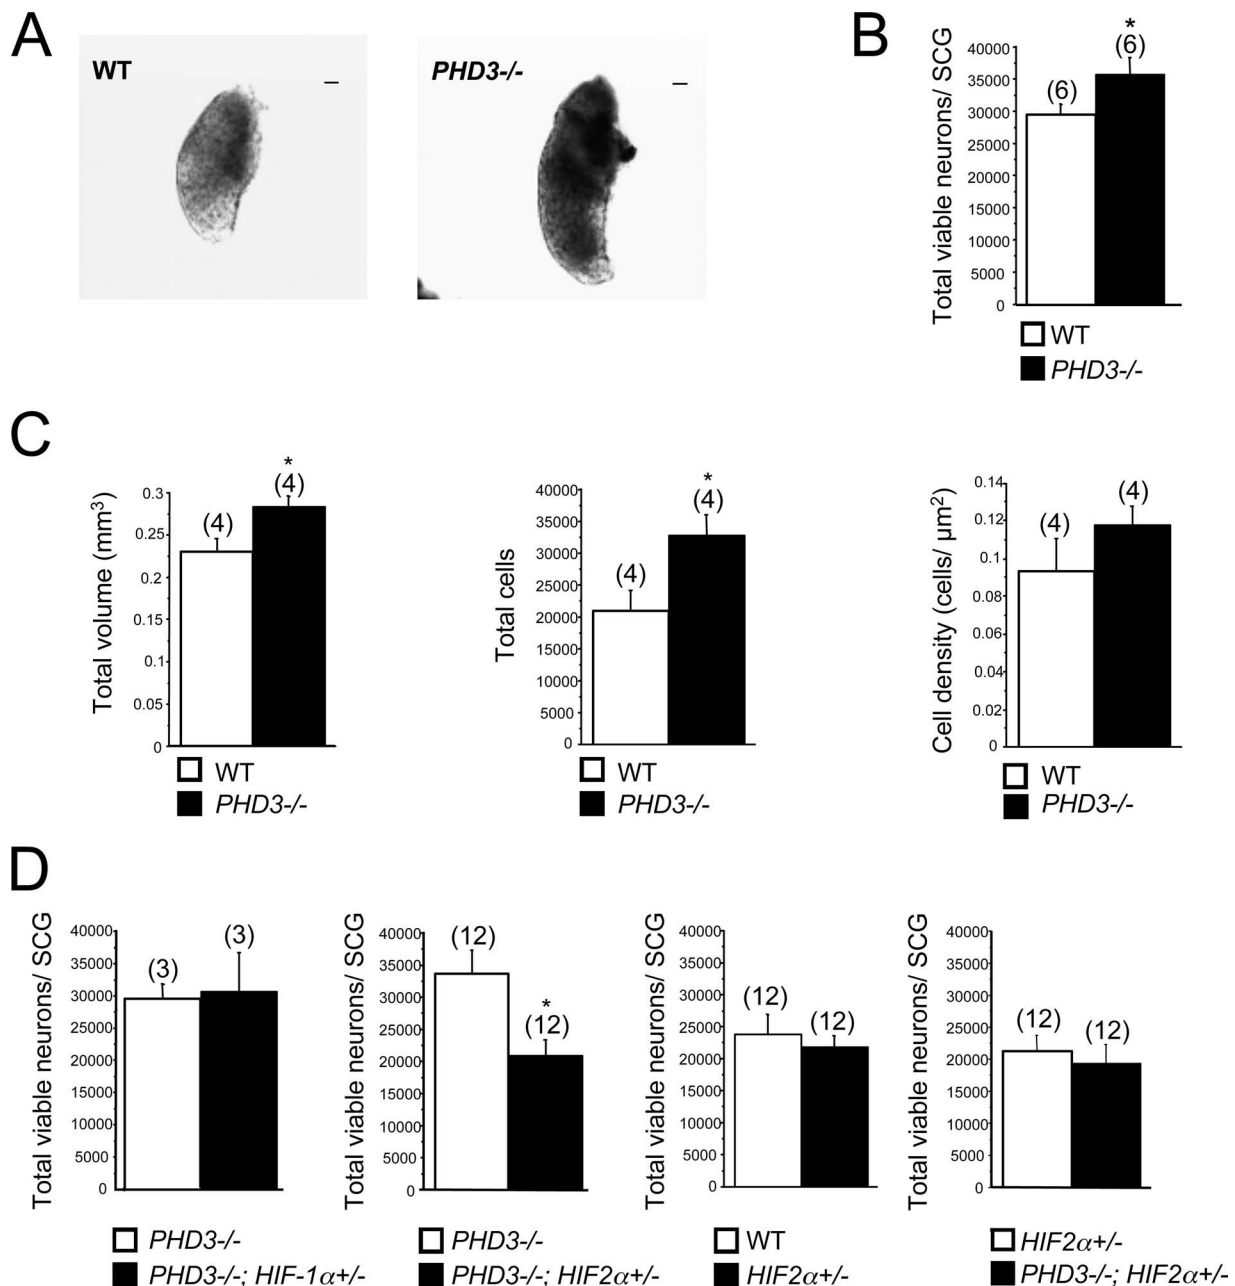 A
WT
PHD3-/-
B
Total viable neurons/ SCG
40000
35000
30000
25000
20000
15000
10000
5000
0
(6)
*
(6)
WT
PHD3-/-
C
Total volume (mm³)
0.3
0.25
0.2
0.15
0.1
0.05
0
(4)
*
(4)
WT
PHD3-/-
Total cells
40000
35000
30000
25000
20000
15000
10000
5000
0
(4)
*
(4)
WT
PHD3-/-
Cell density (cells/ μm²)
0.14
0.12
0.1
0.08
0.06
0.04
0.02
0
(4)
(4)
WT
PHD3-/-
D
Total viable neurons/ SCG
40000
35000
30000
25000
20000
15000
10000
5000
0
(3)
(3)
PHD3-/-
PHD3-/-; HIF-1α+/-
Total viable neurons/ SCG
40000
35000
30000
25000
20000
15000
10000
5000
0
(12)
*
(12)
PHD3-/-
PHD3-/-; HIF2α+/-
Total viable neurons/ SCG
40000
35000
30000
25000
20000
15000
10000
5000
0
(12)
(12)
WT
HIF2α+/-
Total viable neurons/ SCG
40000
35000
30000
25000
20000
15000
10000
5000
0
(12)
(12)
HIF2α+/-
PHD3-/-; HIF2α+/-